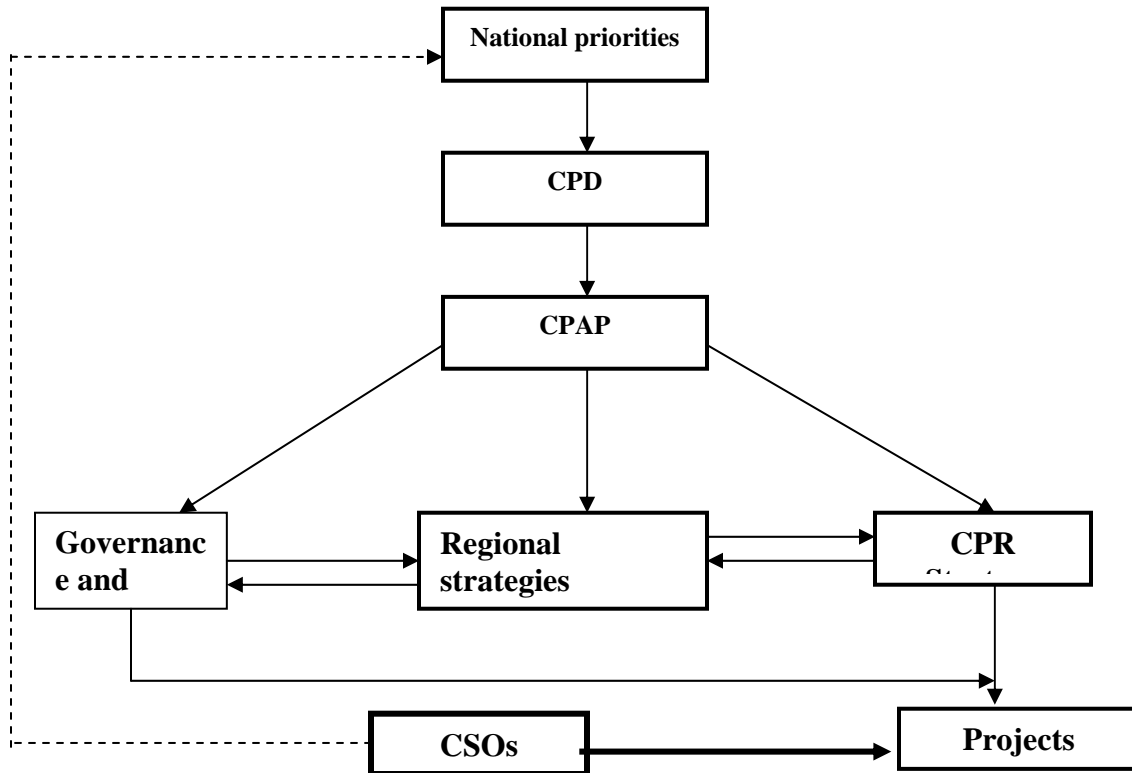 National priorities
CPD
CPAP
Governanc
e and
Regional
strategies
CPR
CSOs
Projects